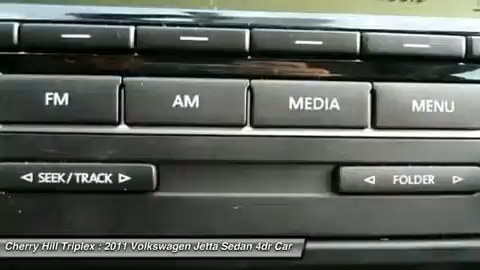 FM AM MEDIA MENU
◁ SEEK/TRACK ▷ ◁ FOLDER ▷
Cherry Hill Triplex : 2011 Volkswagen Jetta Sedan 4dr Car